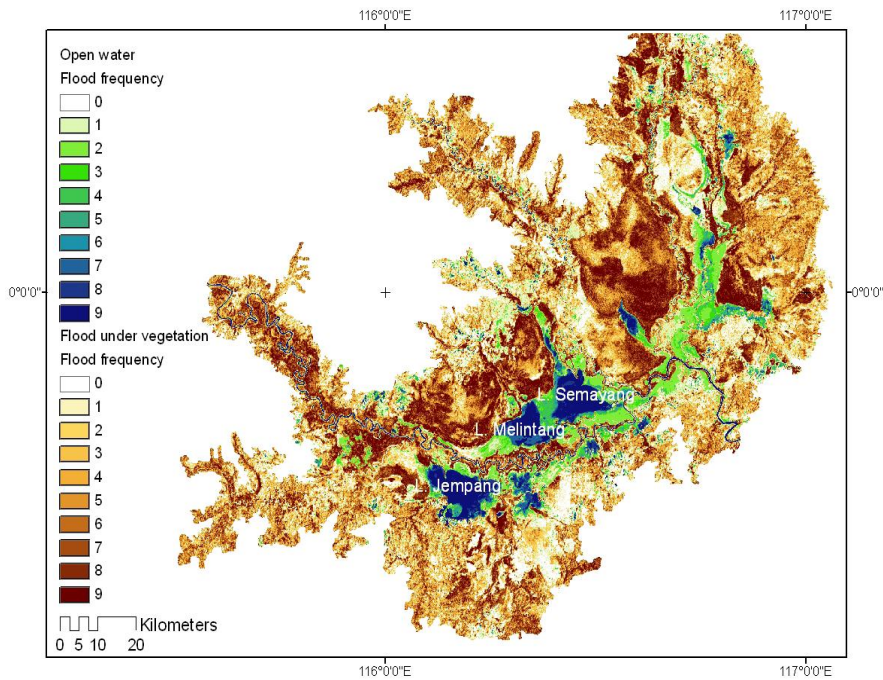 116°0'0"E 117°0'0"E
Open water
Flood frequency
0
1
2
3
4
5
6
7
8
9
Flood under vegetation
Flood frequency
0
1
2
3
4
5
6
7
8
9
Kilometers
0 5 10 20
0°0'0" 0°0'0"
L. Semayang
L. Melintang
Jempang
116°0'0"E 117°0'0"E